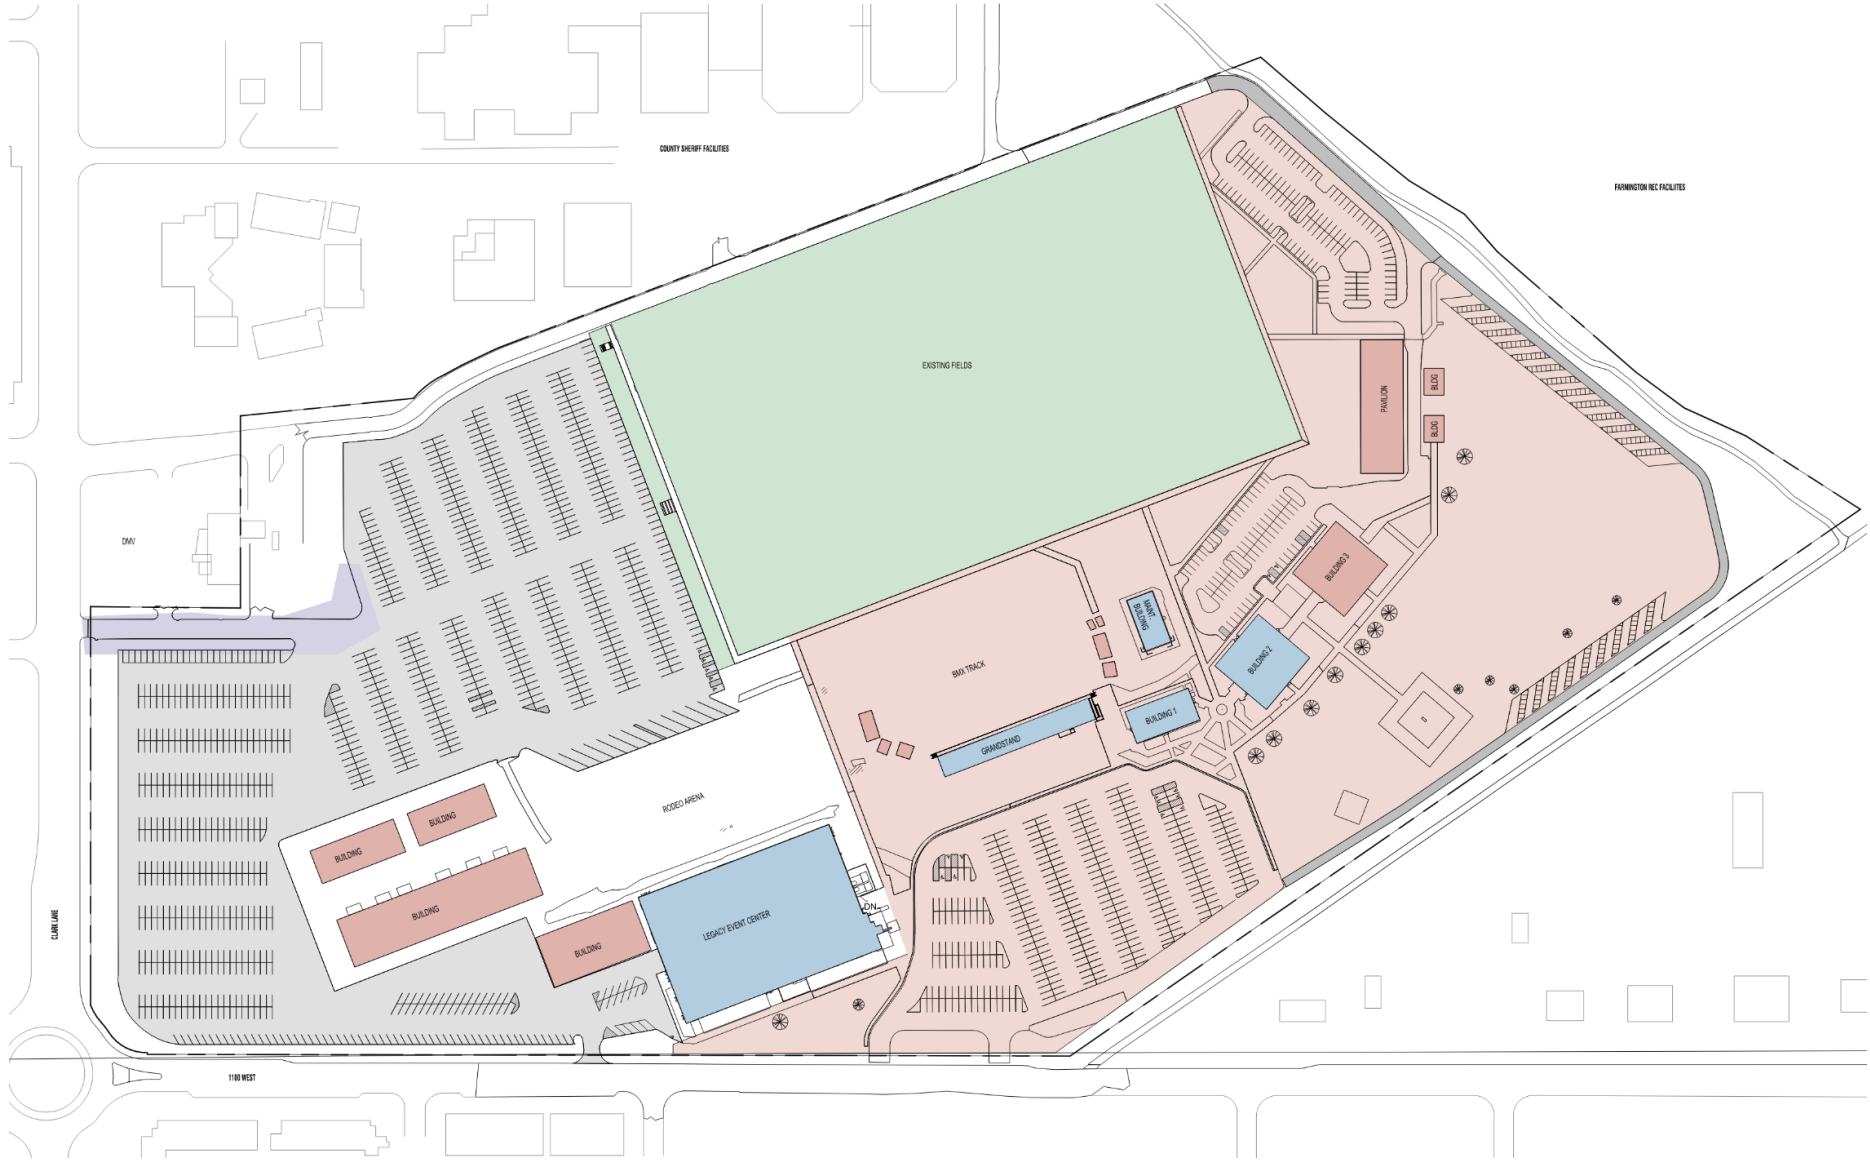 COUNTY SHERIFF FACILITIES
FARMINGTON REC FACILIITES
EXISTING FIELDS
PAVILION
BLDG
BLDG
DMV
BUILDING 3
MAINT.
BUILDING
BUILDING 2
BMX TRACK
BUILDING 1
GRANDSTAND
RODEO ARENA
BUILDING
BUILDING
BUILDING
LEGACY EVENT CENTER
DN
BUILDING
CLARK LANE
1100 WEST